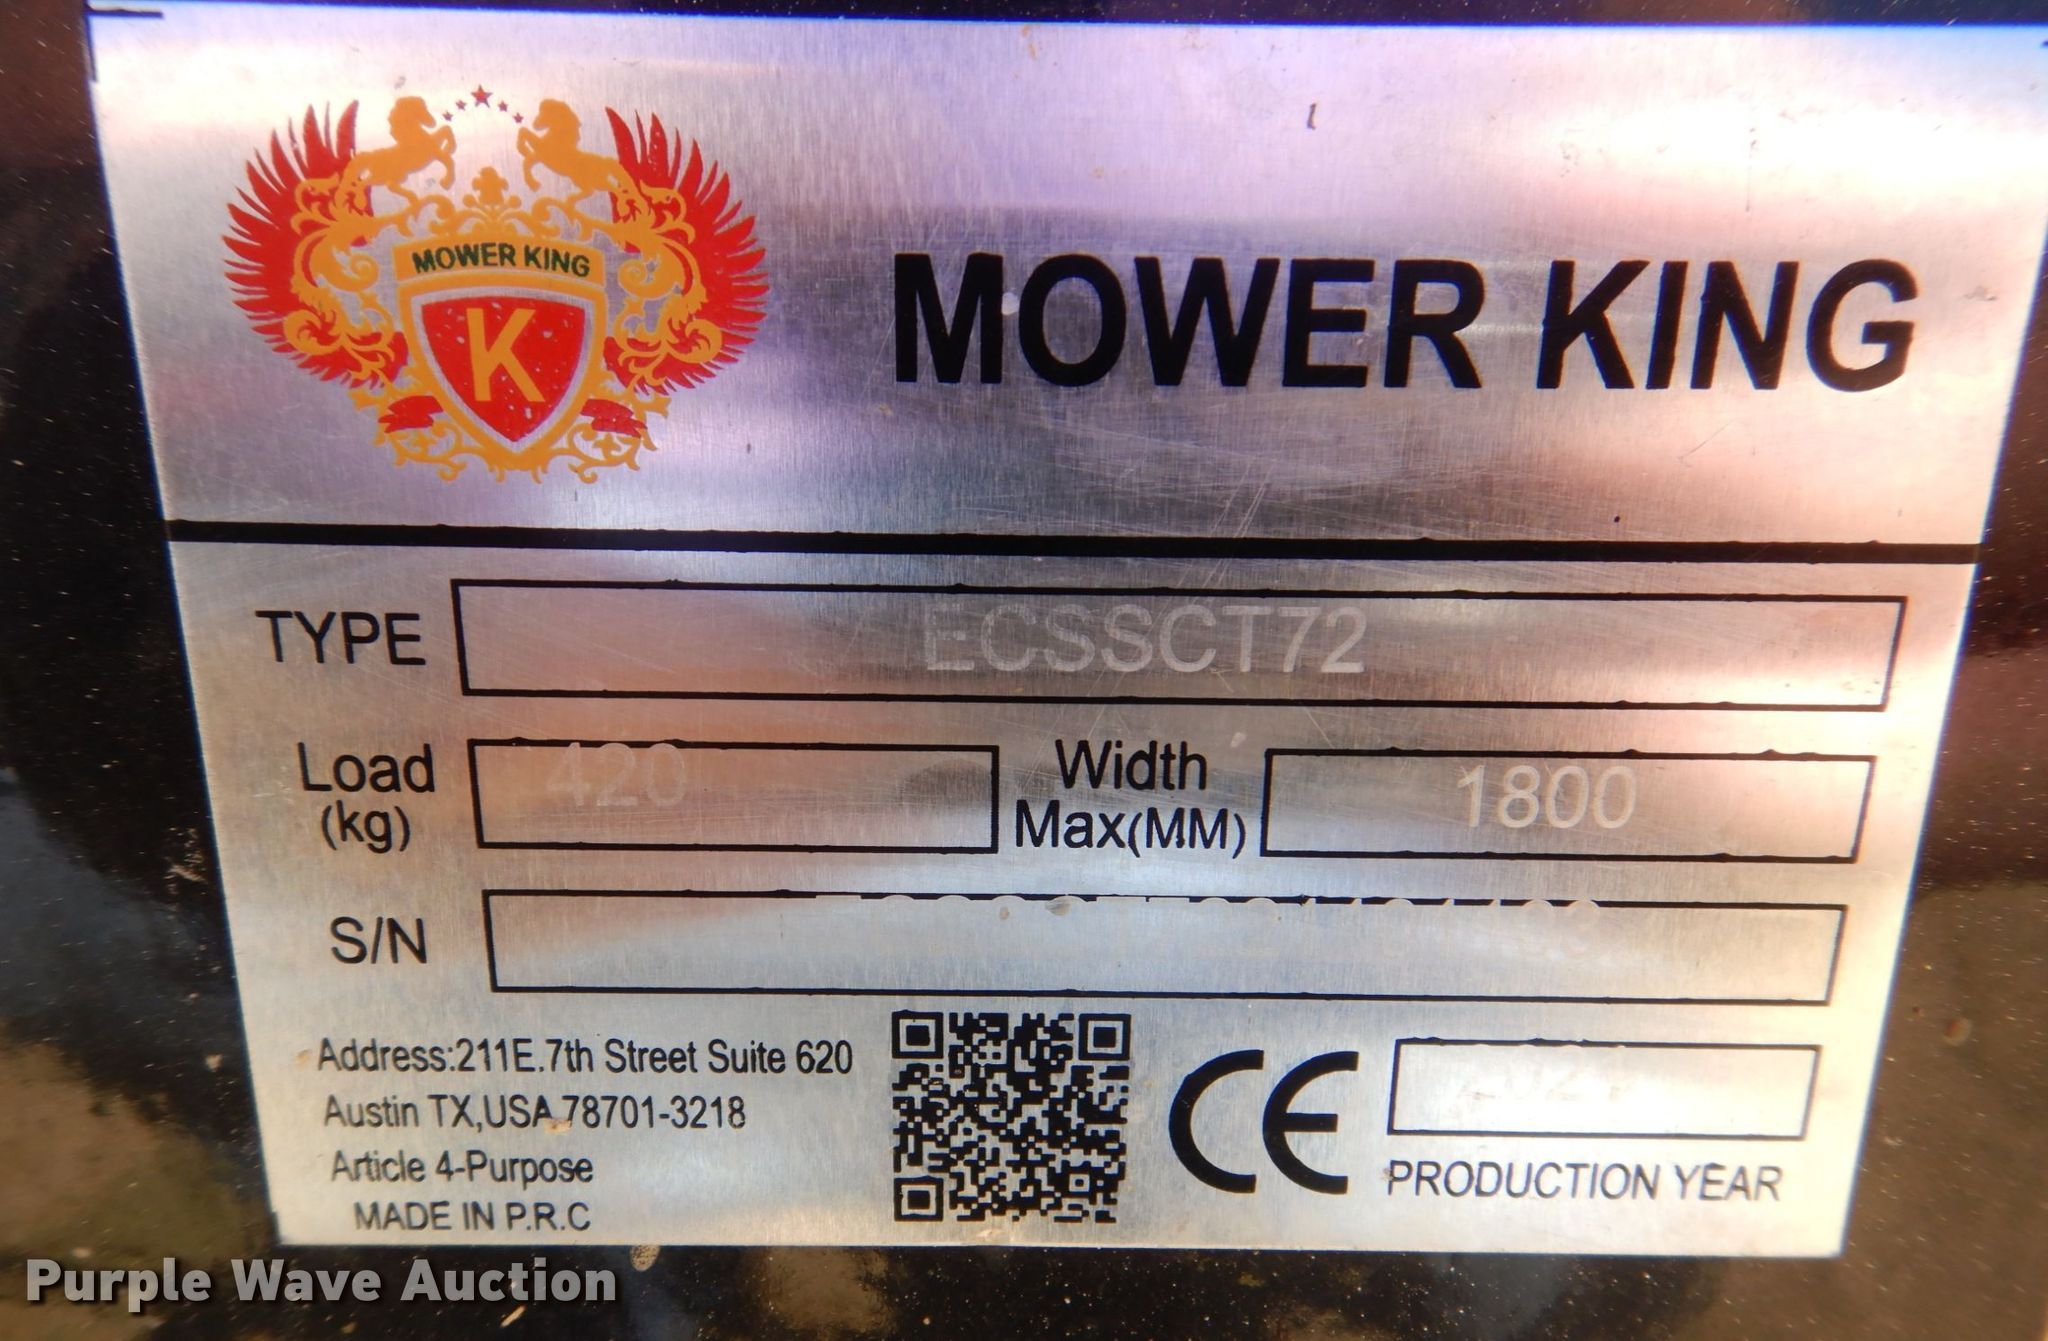 MOWER KING
K
MOWER KING
TYPE ECSSCT72
Load (kg) 420 Width Max(MM) 1800
S/N
Address:211E.7th Street Suite 620
Austin TX,USA 78701-3218
Article 4-Purpose
MADE IN P.R.C
CE
PRODUCTION YEAR
Purple Wave Auction